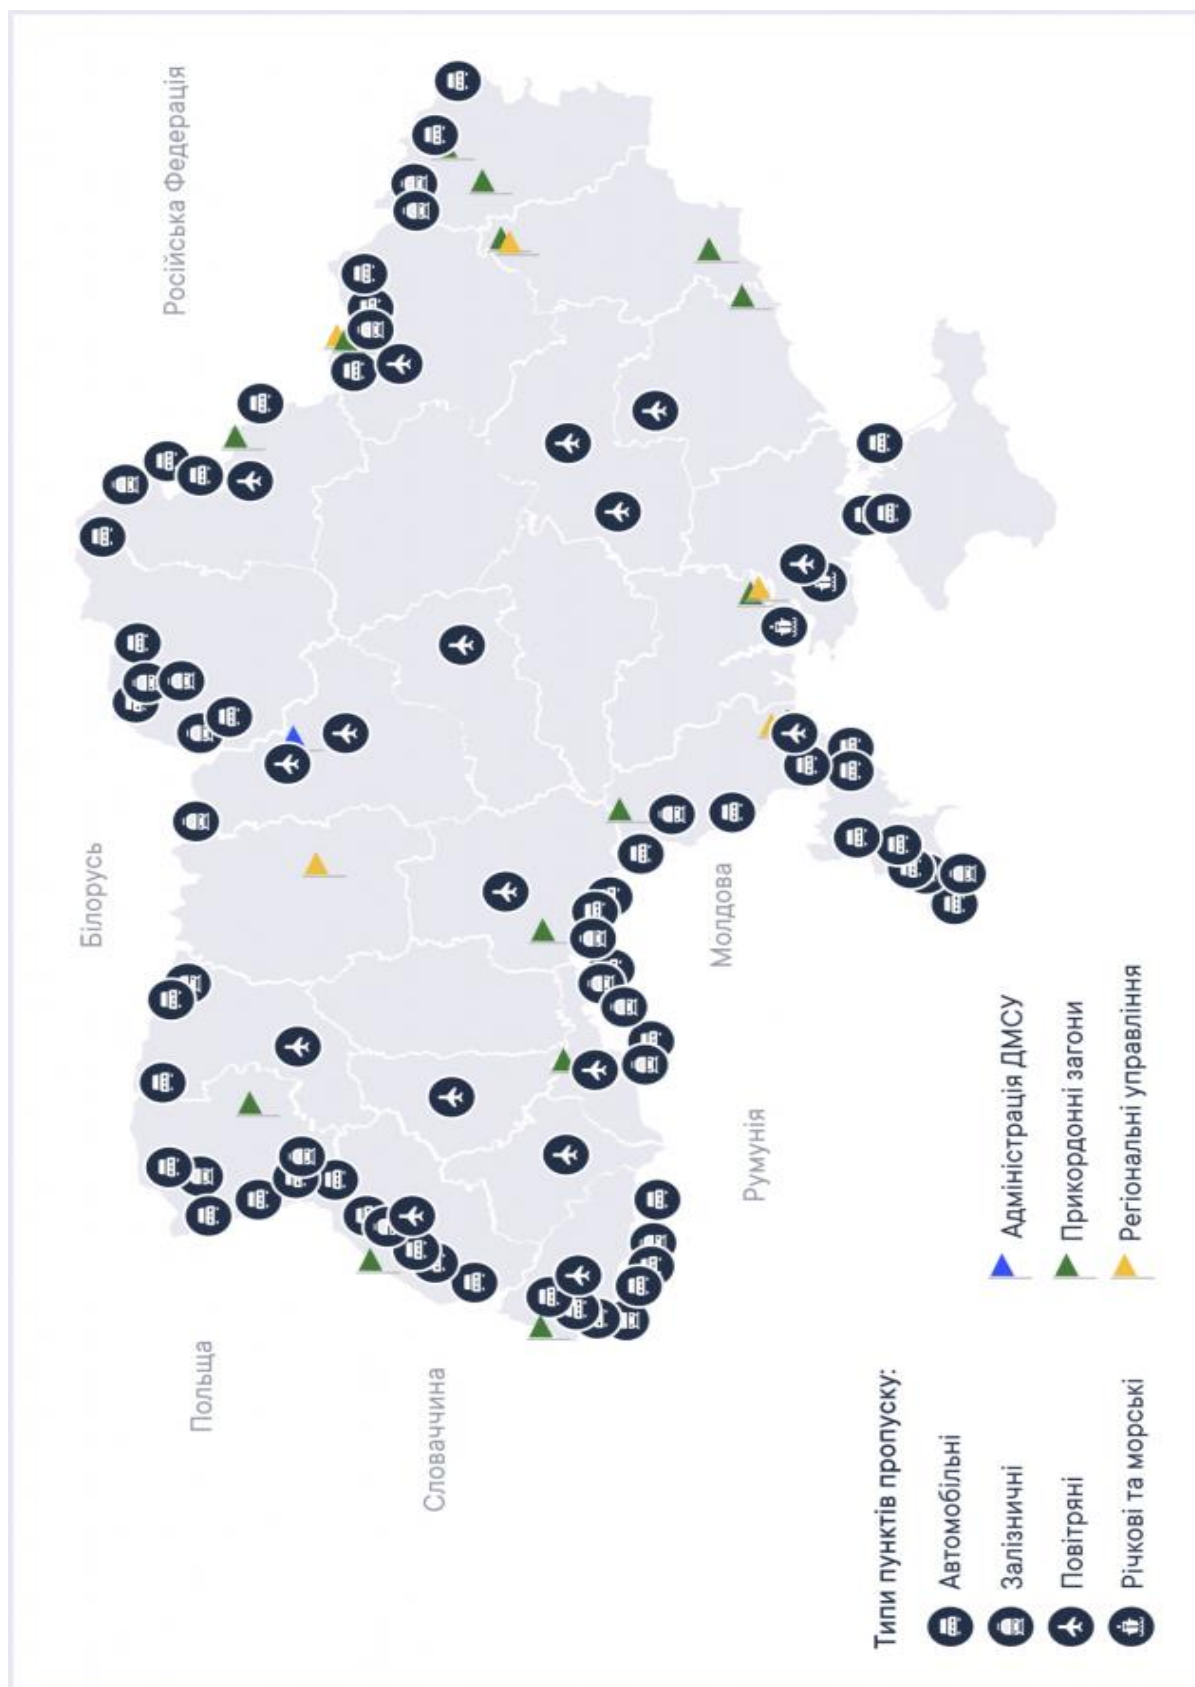 Білорусь
Російська Федерація
Польща
Словаччина
Молдова
Румунія
Типи пунктів пропуску:
Автомобільні
Залізничні
Повітряні
Річкові та морські
Адміністрація ДМСУ
Прикордонні загони
Регіональні управління